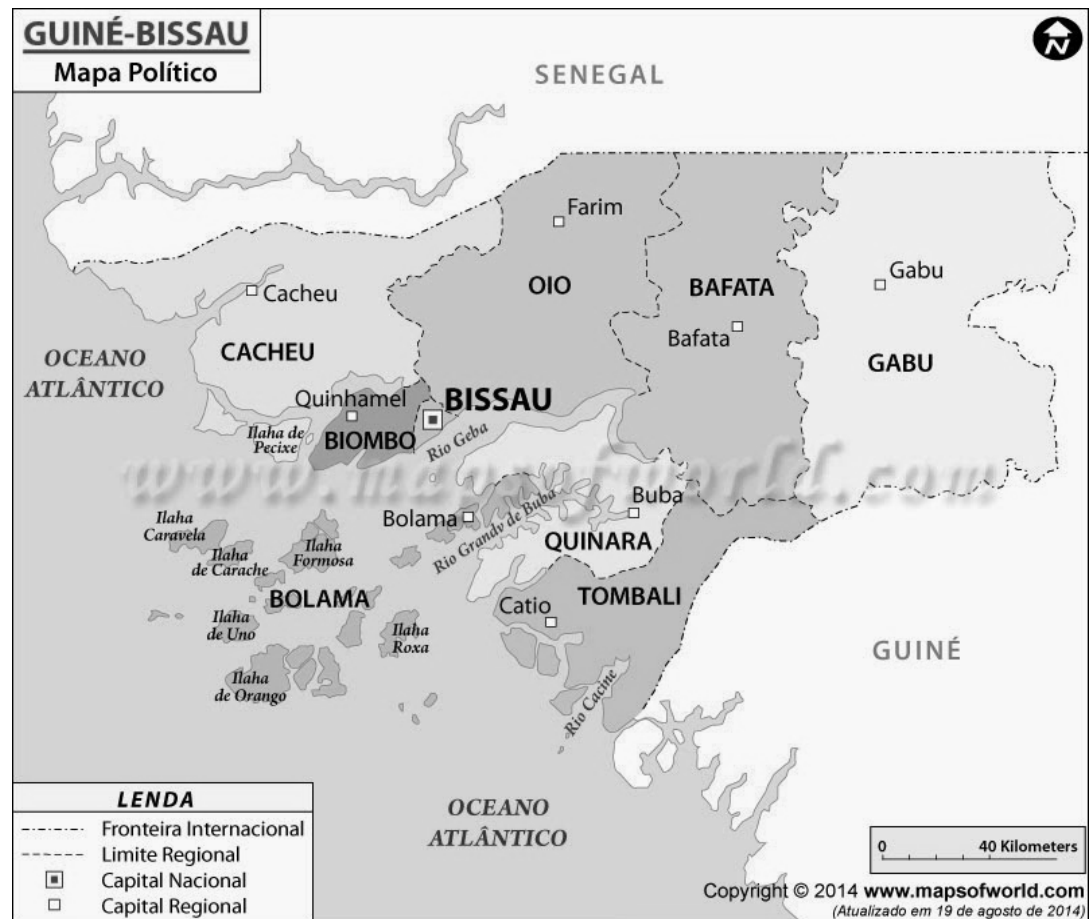 GUINÉ-BISSAU
Mapa Político
N
SENEGAL
Farim
Cacheu
OIO
BAFATA
Gabu
Bafata
CACHEU
GABU
OCEANO
ATLÂNTICO
Quinhamel
BISSAU
Ilaha de
Pecixe
BIOMBO
Rio Geba
www.mapsofworld.com
Bolama
Buba
Rio Grandv de Buba
Ilaha
Caravela
Ilaha
de Carache
Ilaha
Formosa
QUINARA
BOLAMA
TOMBALI
Catio
Ilaha
de Uno
Ilaha
Roxa
GUINÉ
Ilaha
de Orango
Rio Cacine
LENDA
Fronteira Internacional
Limite Regional
Capital Nacional
Capital Regional
OCEANO
ATLÂNTICO
0 40 Kilometers
Copyright © 2014 www.mapsofworld.com
(Atualizado em 19 de agosto de 2014)